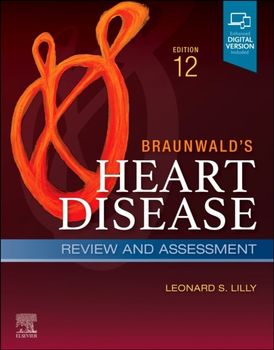 Enhanced
DIGITAL
VERSION
Included
EDITION
12
BRAUNWALD'S
HEART
DISEASE
REVIEW AND ASSESSMENT
LEONARD S. LILLY
ELSEVIER